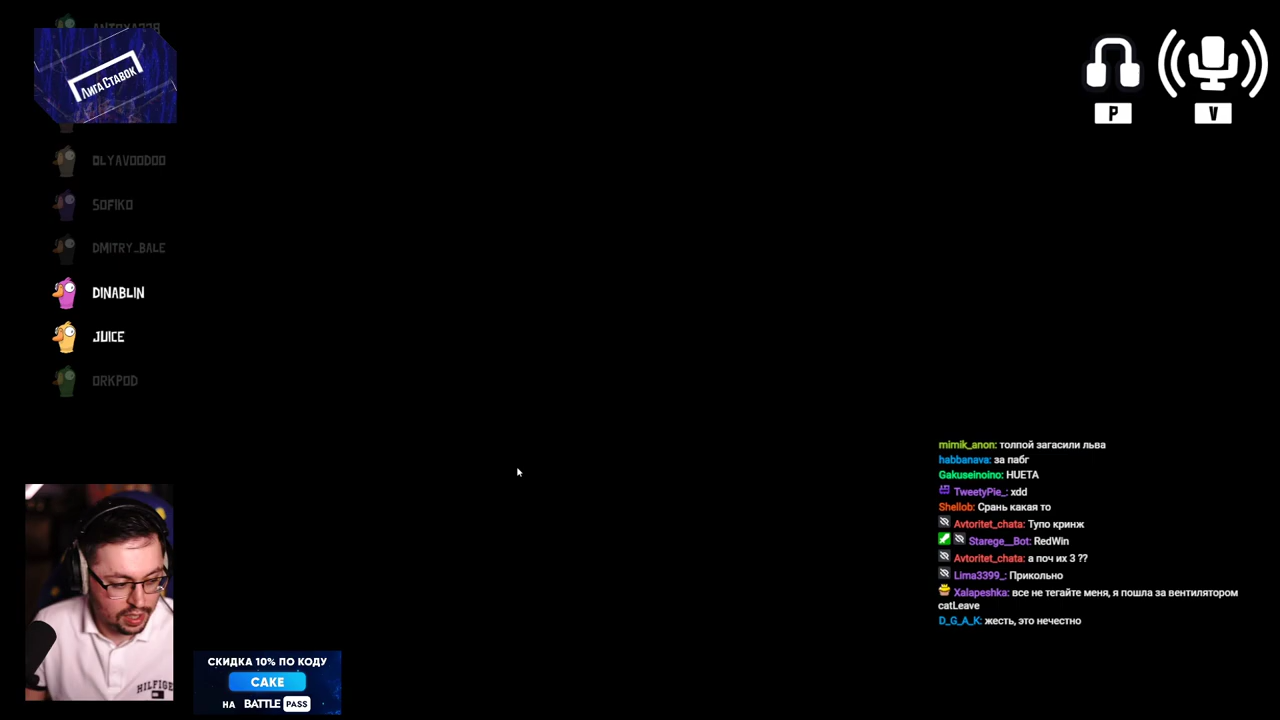 ANTOXA228
ЛИГА СТАВОК
OLYAVOODOO
SOFIKO
DMITRY_BALE
DINABLIN
JUICE
ORKPOD
P
V
mimik_anon: толпой загасили льва
habbanava: за пабг
Gakuseinoino: HUETA
TweetyPie_: xdd
Shellob: Срань какая то
Avtoritet_chata: Тупо кринж
Starege__Bot: RedWin
Avtoritet_chata: а поч их 3 ??
Lima3399_: Прикольно
Xalapeshka: все не тегайте меня, я пошла за вентилятором
catLeave
D_G_A_K: жесть, это нечестно
HILFIGE
СКИДКА 10% ПО КОДУ
CAKE
НА BATTLE PASS